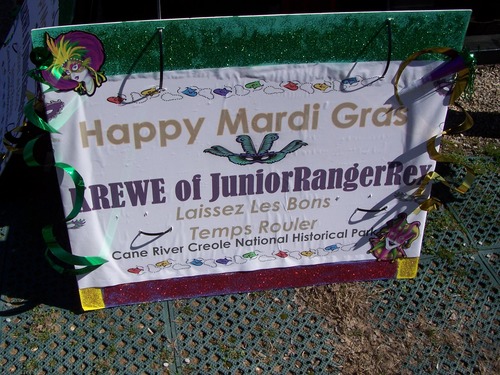 Happy Mardi Gras
KREWE of JuniorRangerRex
Laissez Les Bons
Temps Rouler
Cane River Creole National Historical Park